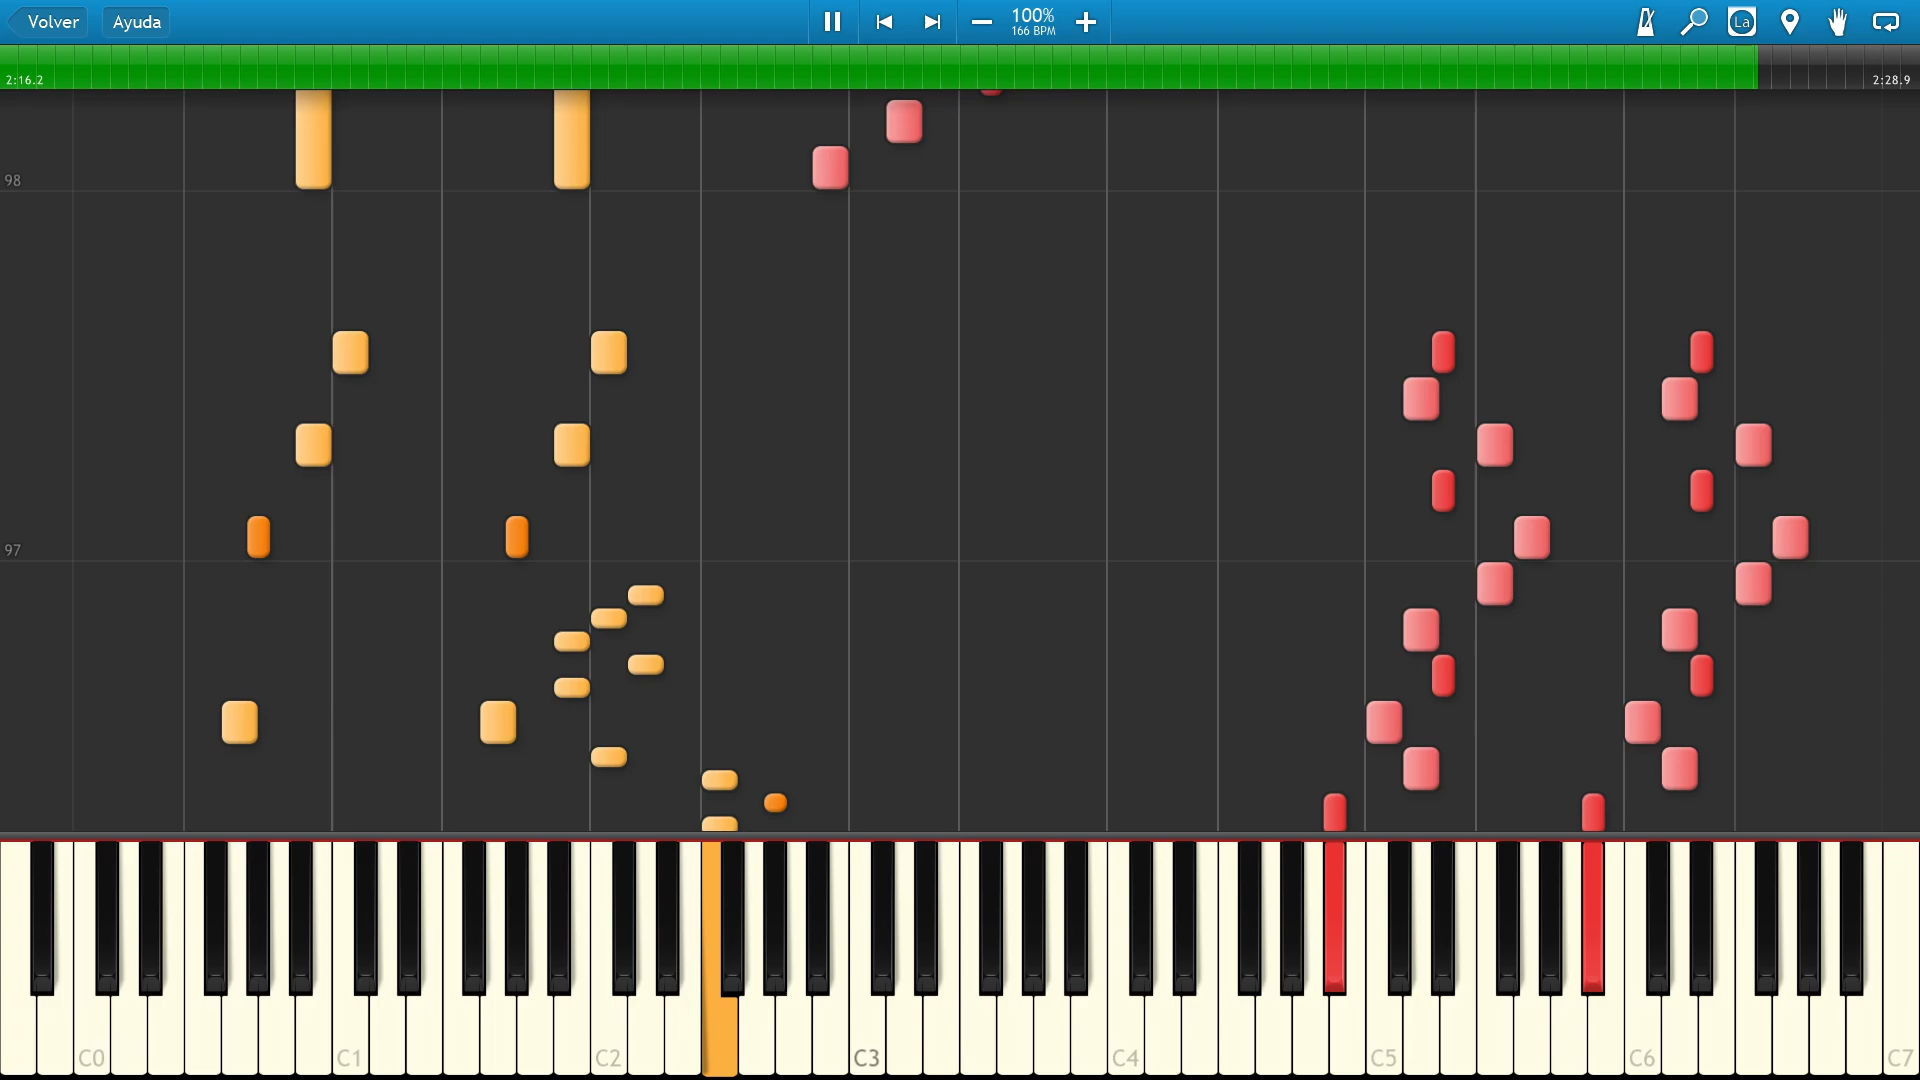 Volver
Ayuda
100%
166 BPM
La
2:16.2
2:28.9
98
97
C0
C1
C2
C3
C4
C5
C6
C7